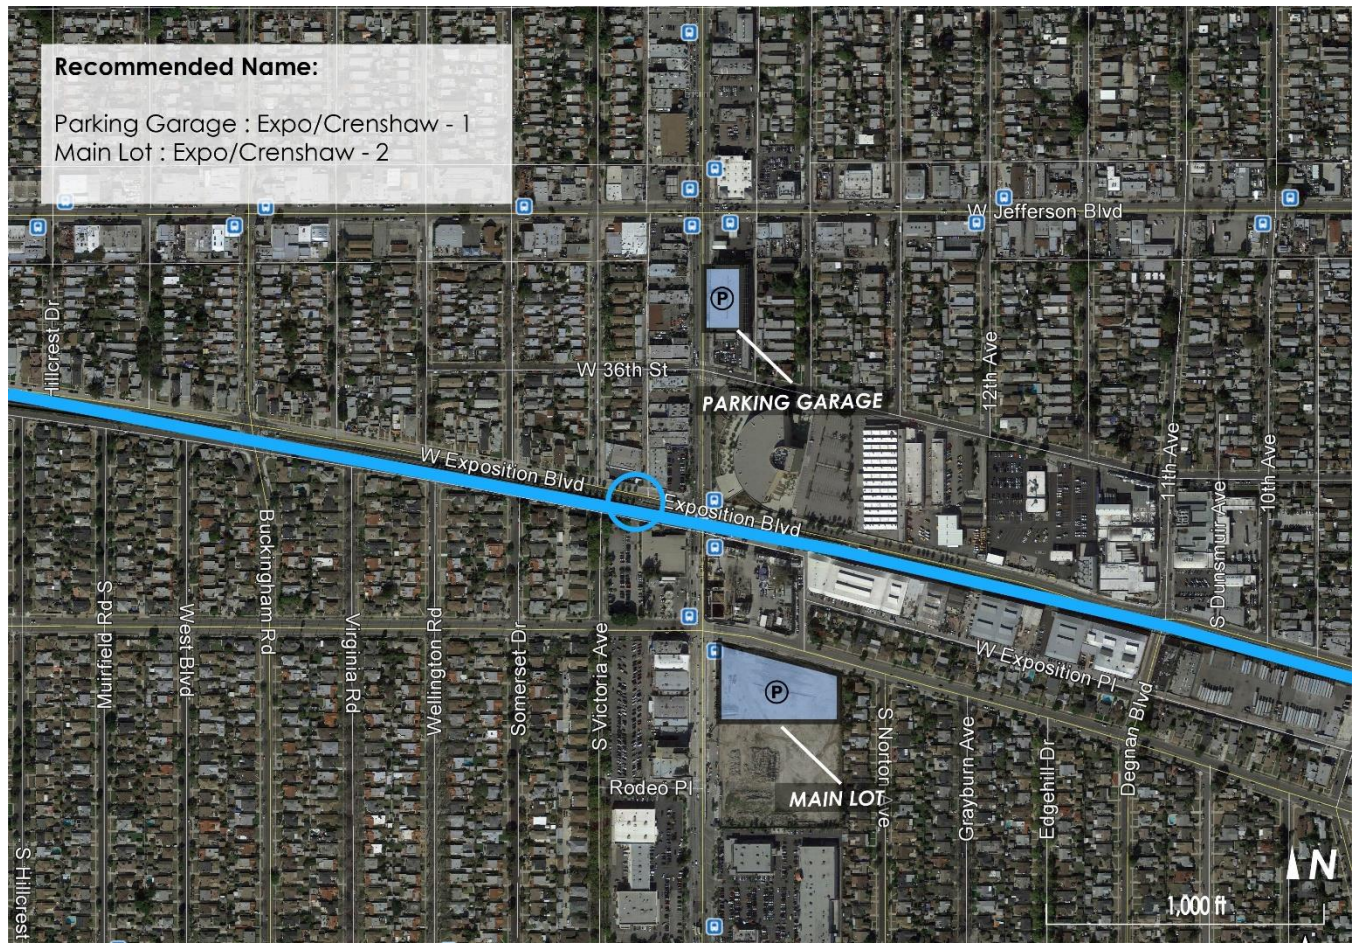 Recommended Name:
Parking Garage : Expo/Crenshaw - 1
Main Lot : Expo/Crenshaw - 2
W Jefferson Blvd
Hillcrest Dr
P
W 36th St
12th Ave
PARKING GARAGE
W Exposition Blvd
Exposition Blvd
11th Ave
10th Ave
S Dunsmuir Ave
Buckingham Rd
S Muirfield Rd
West Blvd
Virginia Rd
Wellington Rd
Somerset Dr
S Victoria Ave
W Exposition Pl
P
S Norton Ave
Grayburn Ave
Edgehill Dr
Degnan Blvd
Rodeo Pl
MAIN LOT
S Hillcrest
N
1,000 ft